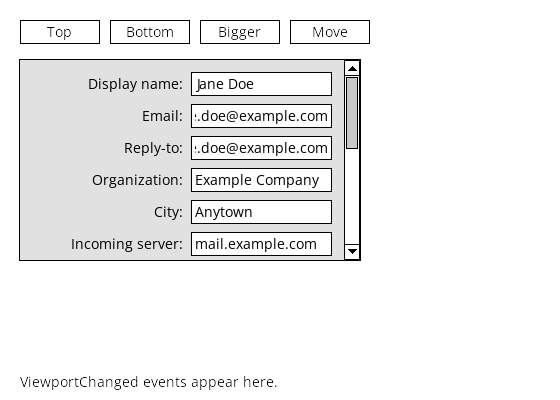 Top Bottom Bigger Move
Display name: Jane Doe
Email: .doe@example.com
Reply-to: .doe@example.com
Organization: Example Company
City: Anytown
Incoming server: mail.example.com
ViewportChanged events appear here.